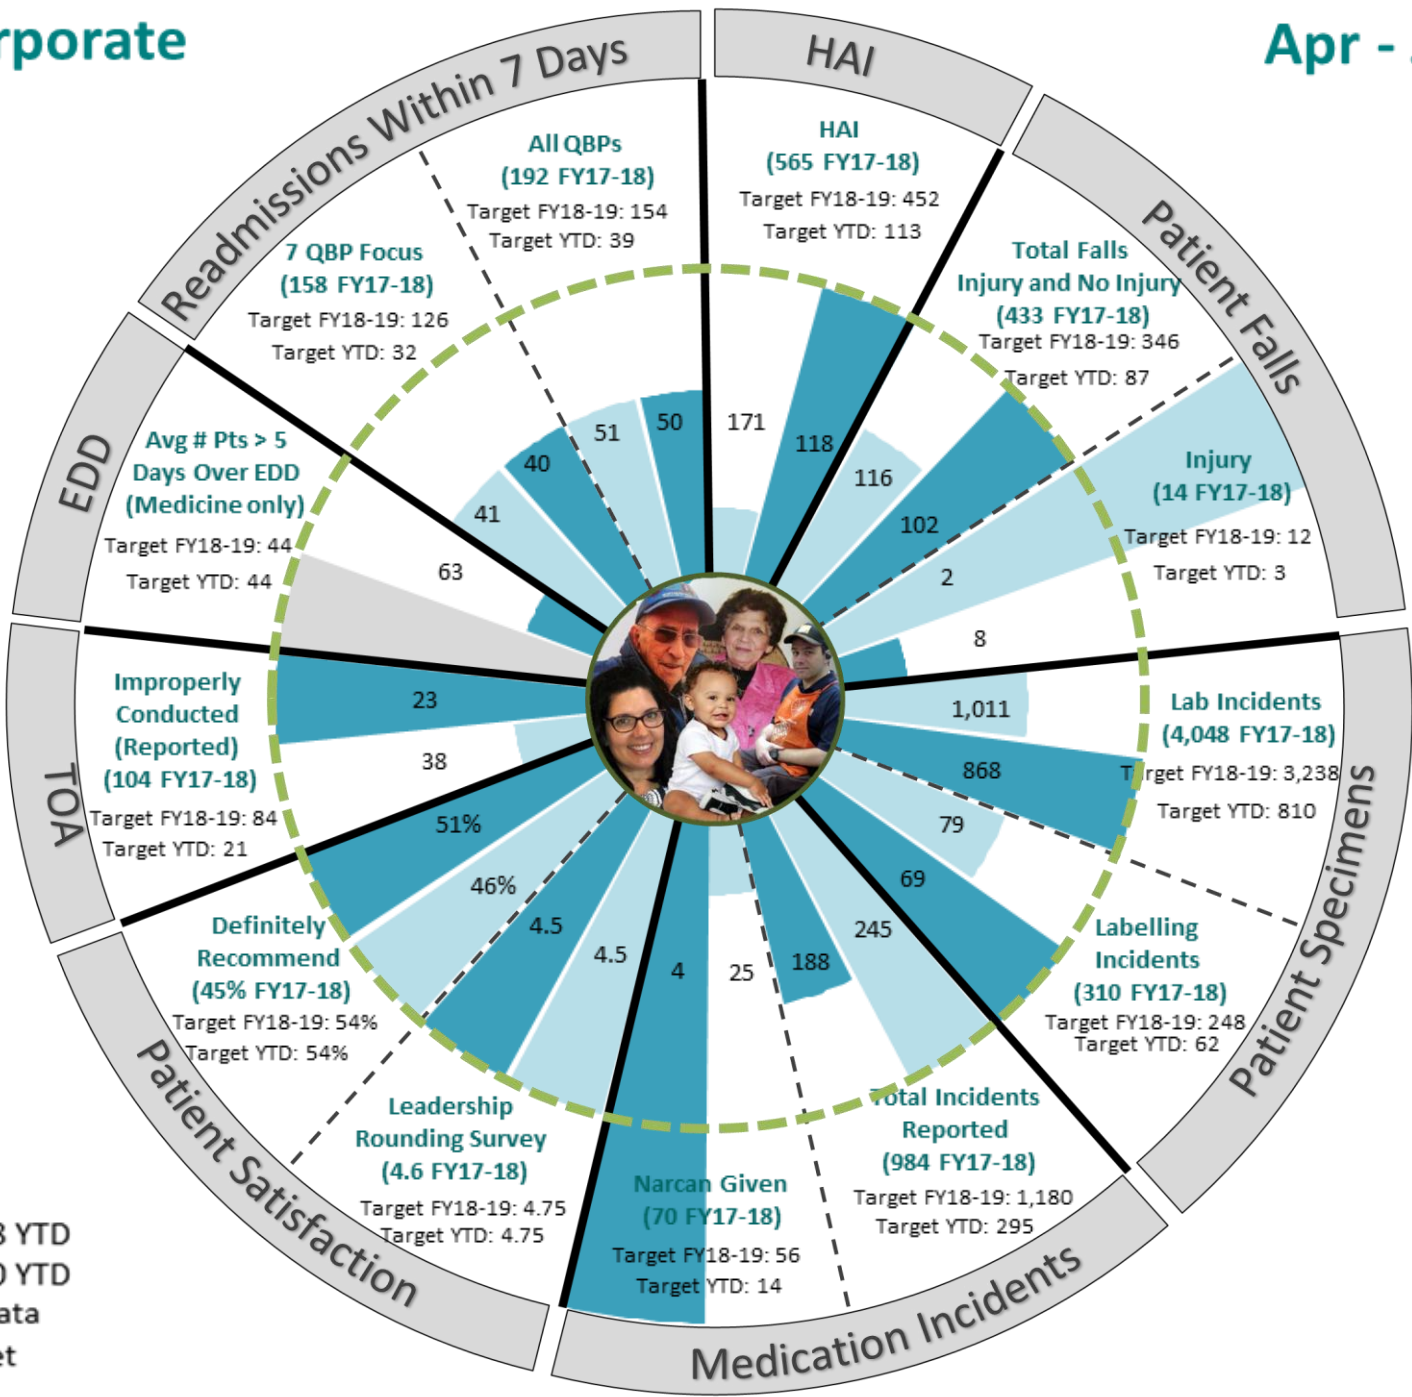 rporate
Apr -
Readmissions Within 7 Days
HAI
Patient Falls
Patient Specimens
Medication Incidents
Patient Satisfaction
TOA
EDD
All QBPs
(192 FY17-18)
Target FY18-19: 154
Target YTD: 39
51
50
HAI
(565 FY17-18)
Target FY18-19: 452
Target YTD: 113
171
118
Total Falls
Injury and No Injury
(433 FY17-18)
Target FY18-19: 346
Target YTD: 87
116
102
Injury
(14 FY17-18)
Target FY18-19: 12
Target YTD: 3
2
8
Lab Incidents
(4,048 FY17-18)
Target FY18-19: 3,238
Target YTD: 810
1,011
868
Labelling
Incidents
(310 FY17-18)
Target FY18-19: 248
Target YTD: 62
79
69
Total Incidents
Reported
(984 FY17-18)
Target FY18-19: 1,180
Target YTD: 295
245
188
Narcan Given
(70 FY17-18)
Target FY18-19: 56
Target YTD: 14
25
4
Leadership
Rounding Survey
(4.6 FY17-18)
Target FY18-19: 4.75
Target YTD: 4.75
4.5
4.5
Definitely
Recommend
(45% FY17-18)
Target FY18-19: 54%
Target YTD: 54%
46%
51%
Improperly
Conducted
(Reported)
(104 FY17-18)
Target FY18-19: 84
Target YTD: 21
38
23
Avg # Pts > 5
Days Over EDD
(Medicine only)
Target FY18-19: 44
Target YTD: 44
63
7 QBP Focus
(158 FY17-18)
Target FY18-19: 126
Target YTD: 32
41
40
YTD
YTD
ata
et